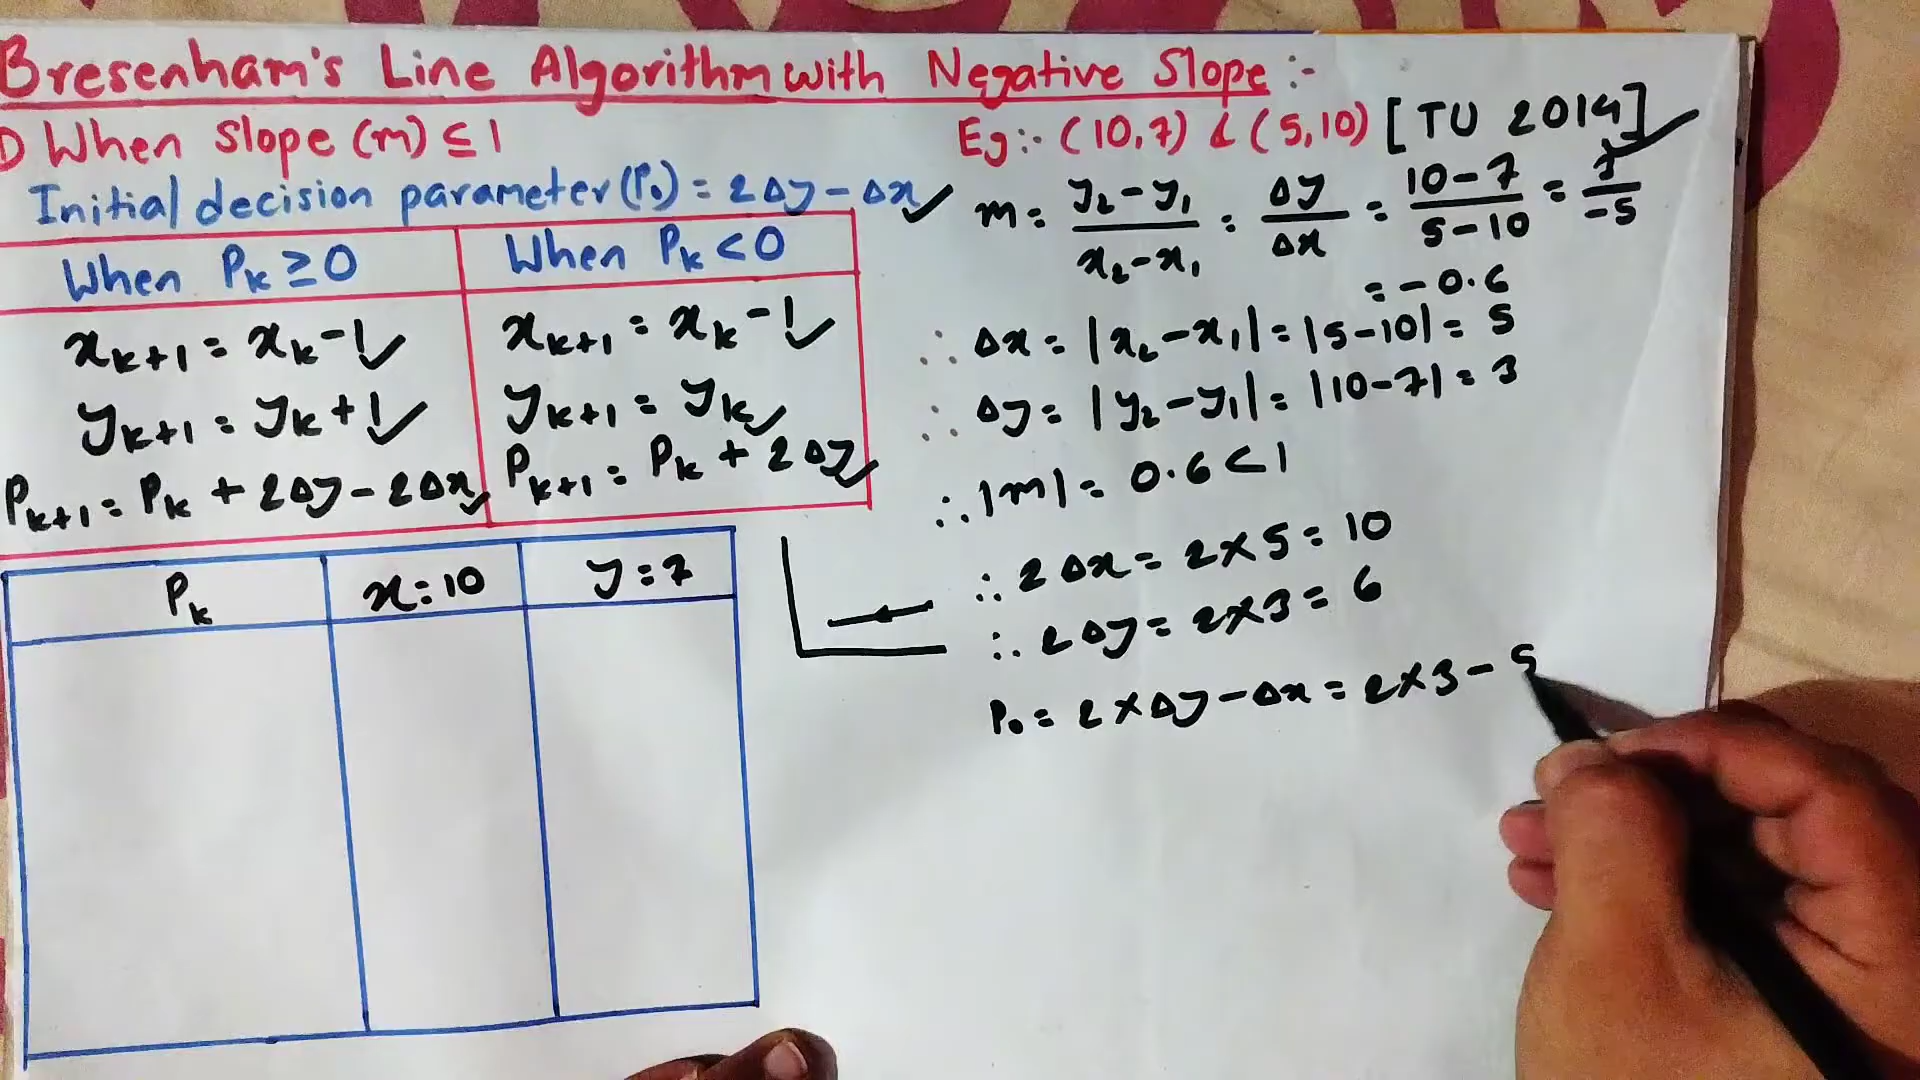 Bresenham's Line Algorithm with Negative Slope :-
When Slope (m) ≤ 1
Initial decision parameter (P₀) = 2Δy - Δx ✓
When Pₖ ≥ 0
When Pₖ < 0
xₖ₊₁ = xₖ - 1 ✓
xₖ₊₁ = xₖ - 1 ✓
yₖ₊₁ = yₖ + 1 ✓
yₖ₊₁ = yₖ ✓
Pₖ₊₁ = Pₖ + 2Δy - 2Δx ✓
Pₖ₊₁ = Pₖ + 2Δy ✓
Pₖ
x = 10
y = 7
Eg :- (10,7) & (5,10) [TU 2014] ✓
m = (y₂ - y₁)/(x₂ - x₁) = Δy/Δx = (10 - 7)/(5 - 10) = /-5
= -0.6
∴ Δx = |x₂ - x₁| = |5 - 10| = 5
∴ Δy = |y₂ - y₁| = |10 - 7| = 3
∴ |m| = 0.6 < 1
∴ 2Δx = 2 × 5 = 10
∴ 2Δy = 2 × 3 = 6
P₀ = 2 × Δy - Δx = 2 × 3 - 5